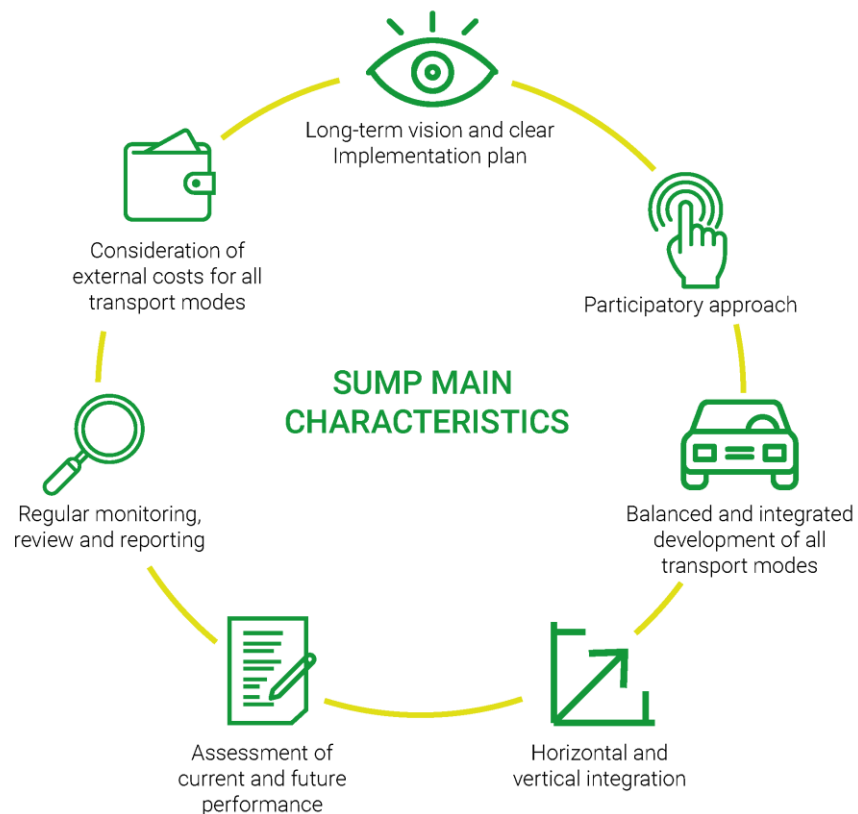 Long-term vision and clear
Implementation plan
Participatory approach
Balanced and integrated
development of all
transport modes
Horizontal and
vertical integration
Assessment of
current and future
performance
Regular monitoring,
review and reporting
Consideration of
external costs for all
transport modes
SUMP MAIN
CHARACTERISTICS